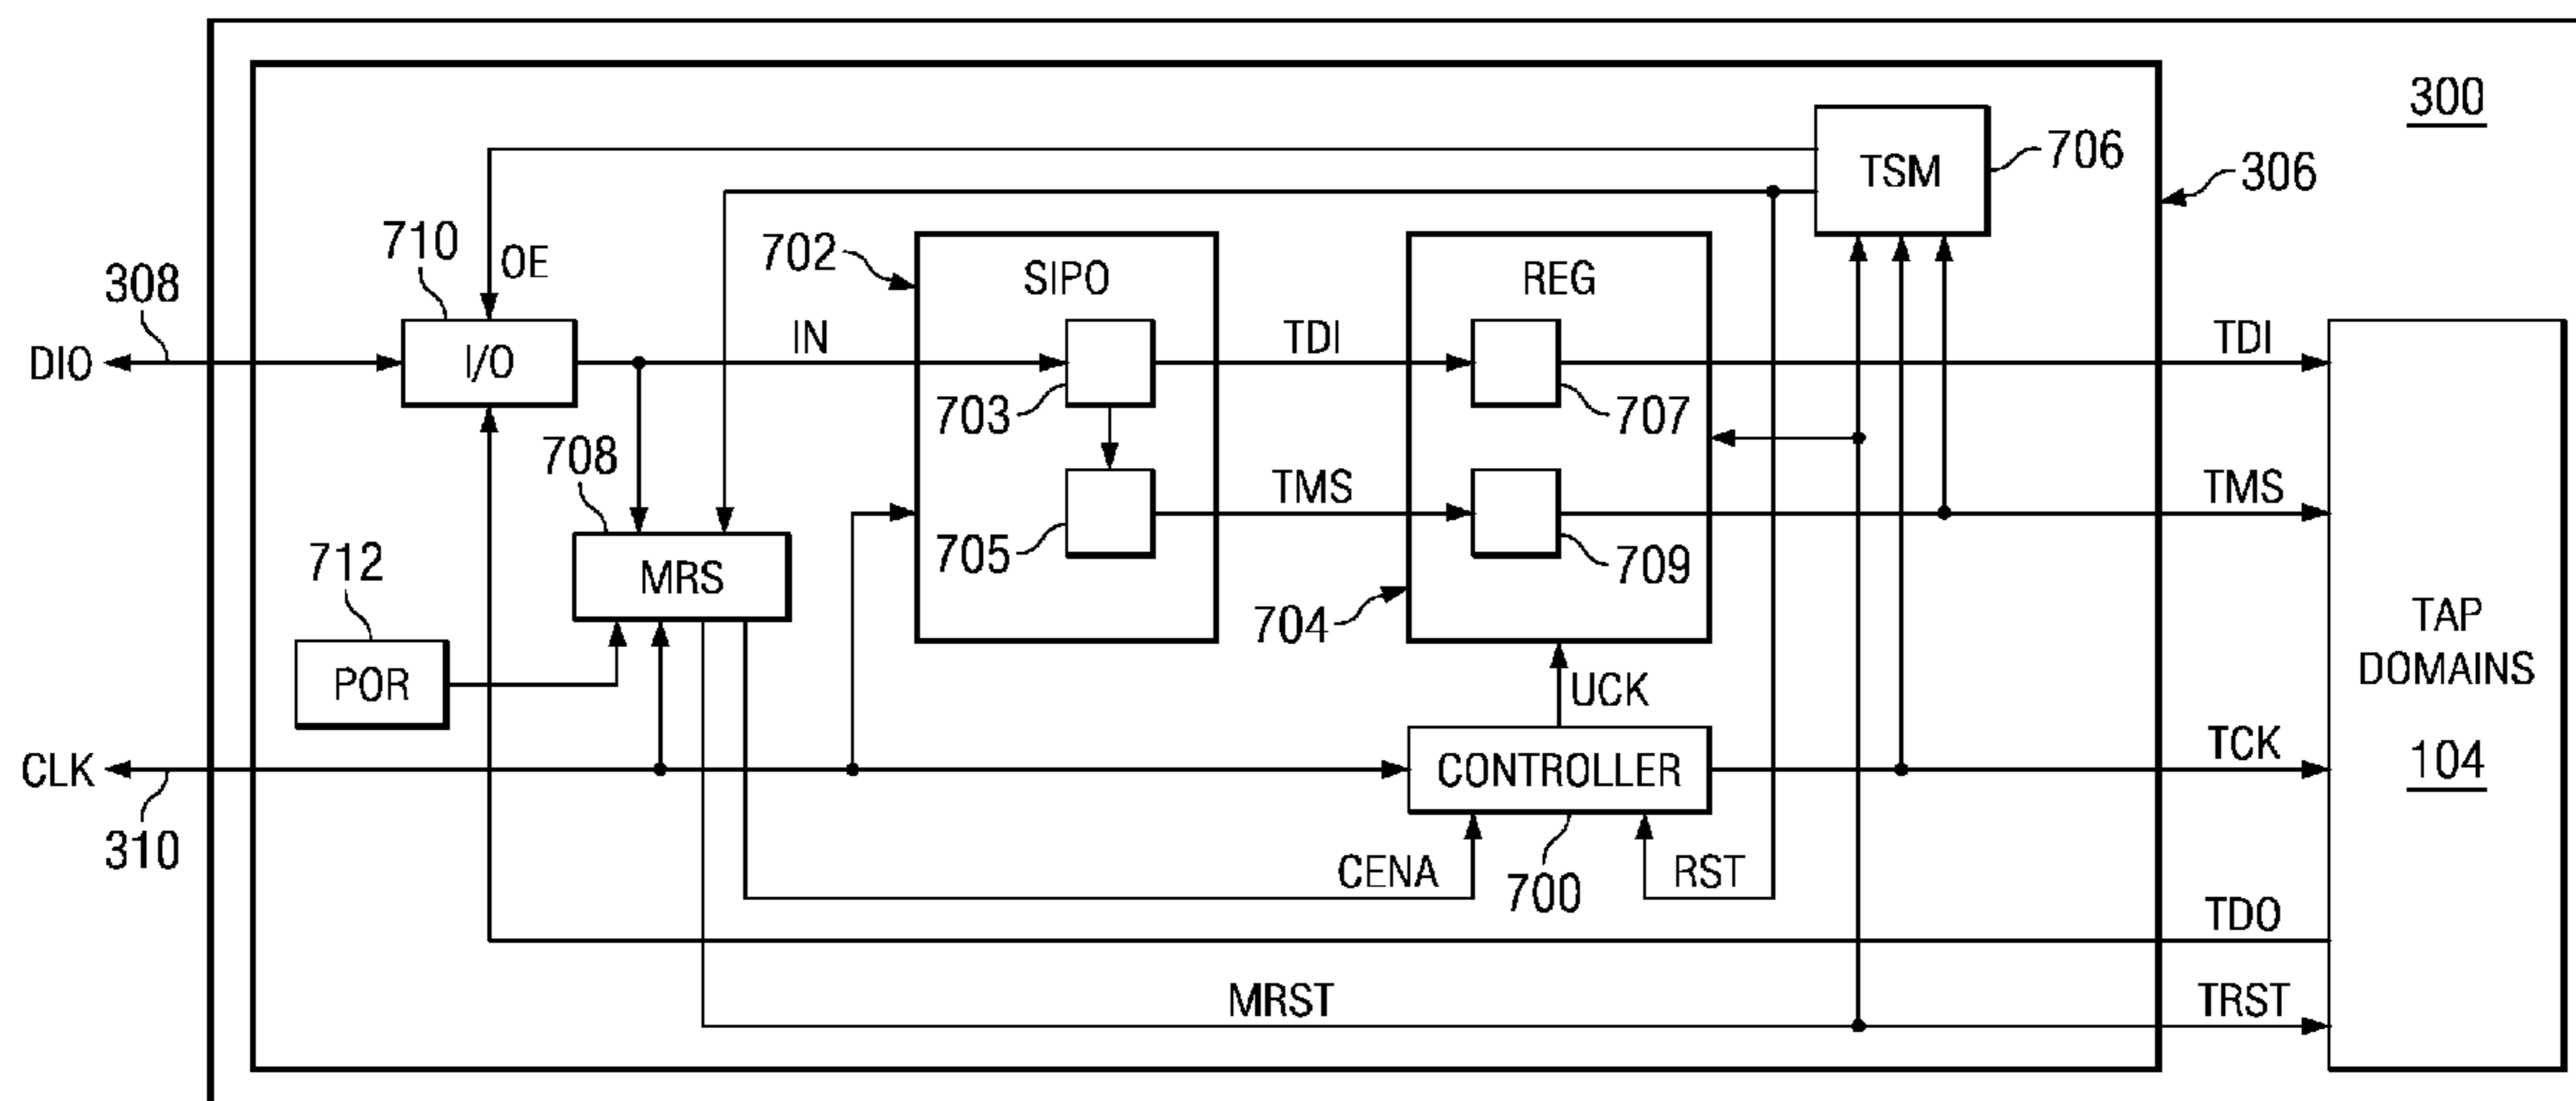 300
TSM
706
306
710
OE
702
SIPO
REG
308
DIO
I/O
IN
TDI
TDI
703
707
708
TMS
TMS
705
709
712
MRS
704
TAP
DOMAINS
104
POR
UCK
CLK
CONTROLLER
TCK
310
CENA
700
RST
TDO
MRST
TRST